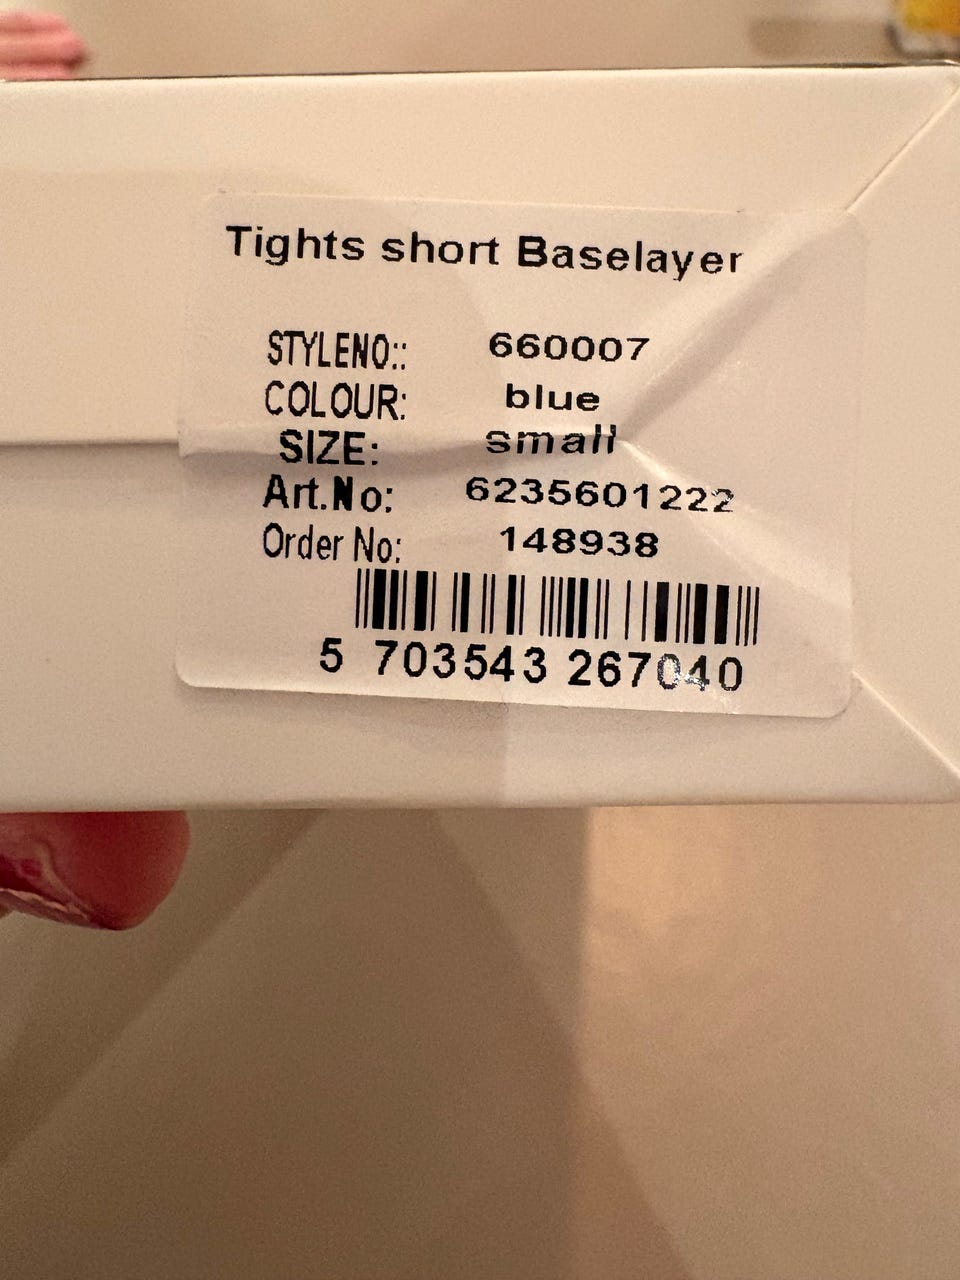 Tights short Baselayer
STYLENO:: 660007
COLOUR: blue
SIZE: small
Art.No: 6235601222
Order No: 148938
5 703543 267040